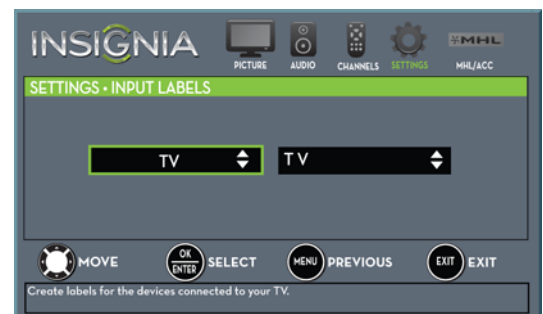 INSIGNIA
PICTURE AUDIO CHANNELS SETTINGS MHL/ACC
MHL
SETTINGS • INPUT LABELS
TV TV
MOVE OK ENTER SELECT MENU PREVIOUS EXIT EXIT
Create labels for the devices connected to your TV.